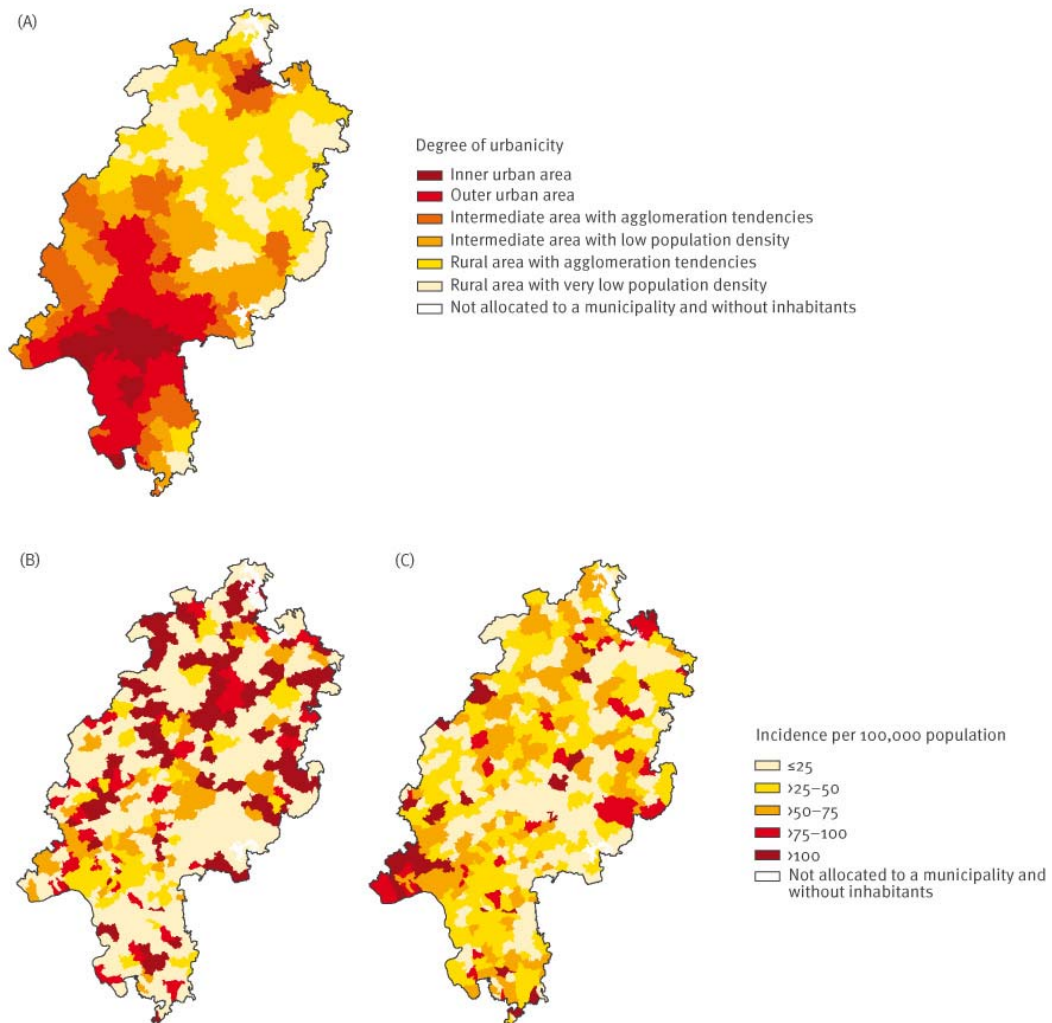 (A)
Degree of urbanicity
Inner urban area
Outer urban area
Intermediate area with agglomeration tendencies
Intermediate area with low population density
Rural area with agglomeration tendencies
Rural area with very low population density
Not allocated to a municipality and without inhabitants
(B)
(C)
Incidence per 100,000 population
≤25
>25–50
>50–75
>75–100
>100
Not allocated to a municipality and
without inhabitants